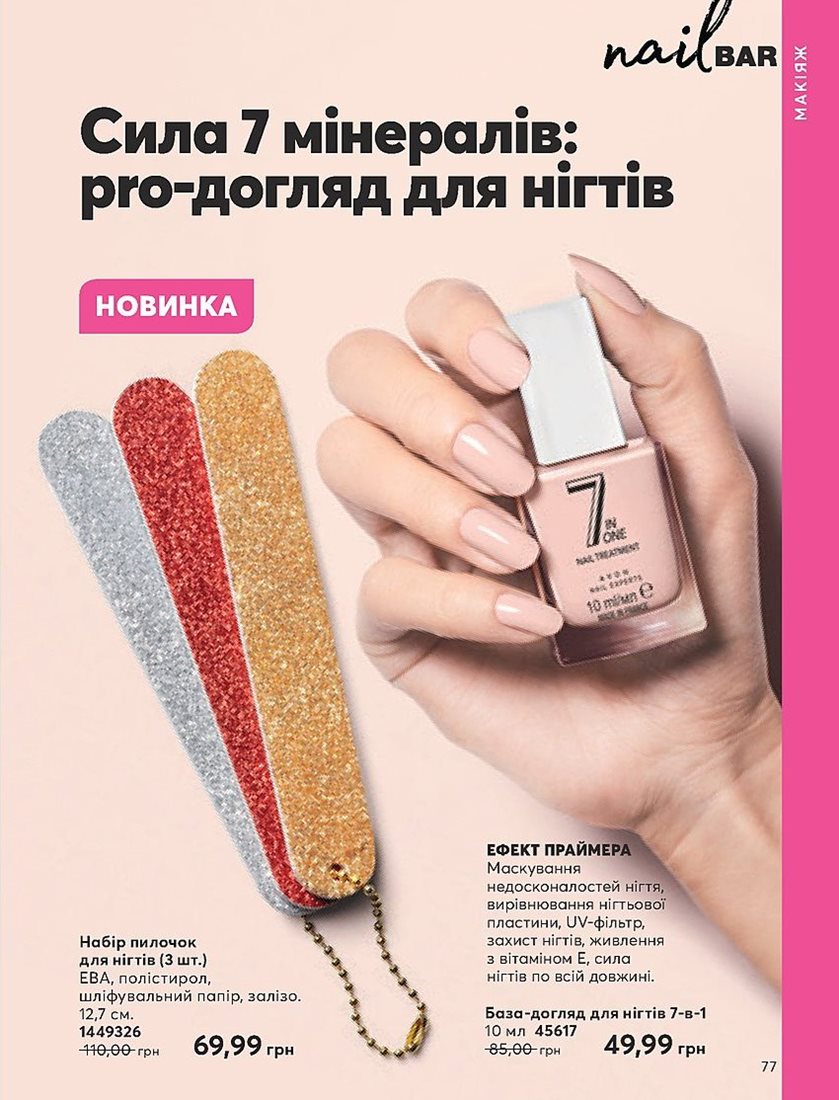 nail BAR
МАКІЯЖ
Сила 7 мінералів:
pro-догляд для нігтів
НОВИНКА
7
IN
ONE
NAIL TREATMENT
AVON
NAIL EXPERTS
10 ml/мл e
MADE IN FRANCE
ЕФЕКТ ПРАЙМЕРА
Маскування
недосконалостей нігтя,
вирівнювання нігтьової
пластини, UV-фільтр,
захист нігтів, живлення
з вітаміном Е, сила
нігтів по всій довжині.
База-догляд для нігтів 7-в-1
10 мл 45617
85,00 грн 49,99 грн
Набір пилочок
для нігтів (3 шт.)
ЕВА, полістирол,
шліфувальний папір, залізо.
12,7 см.
1449326
110,00 грн 69,99 грн
77